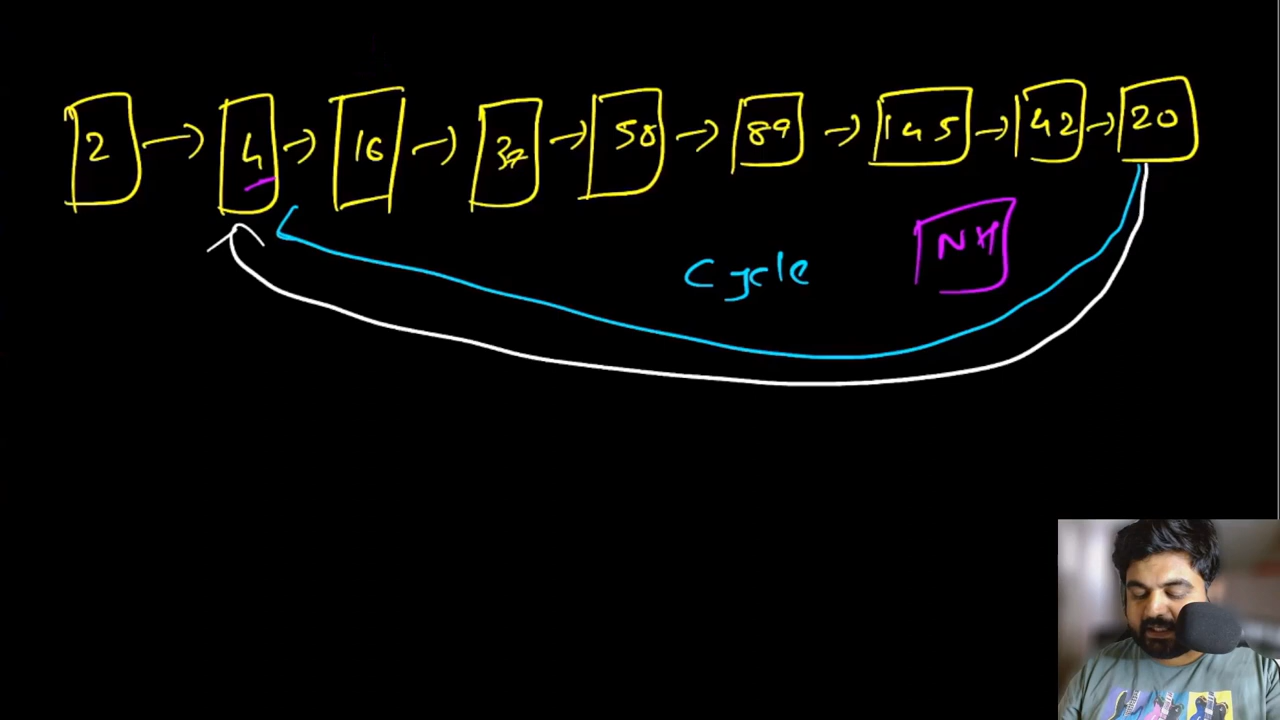 2 → 4 → 16 → 37 → 58 → 89 → 145 → 42 → 20
Cycle
NH